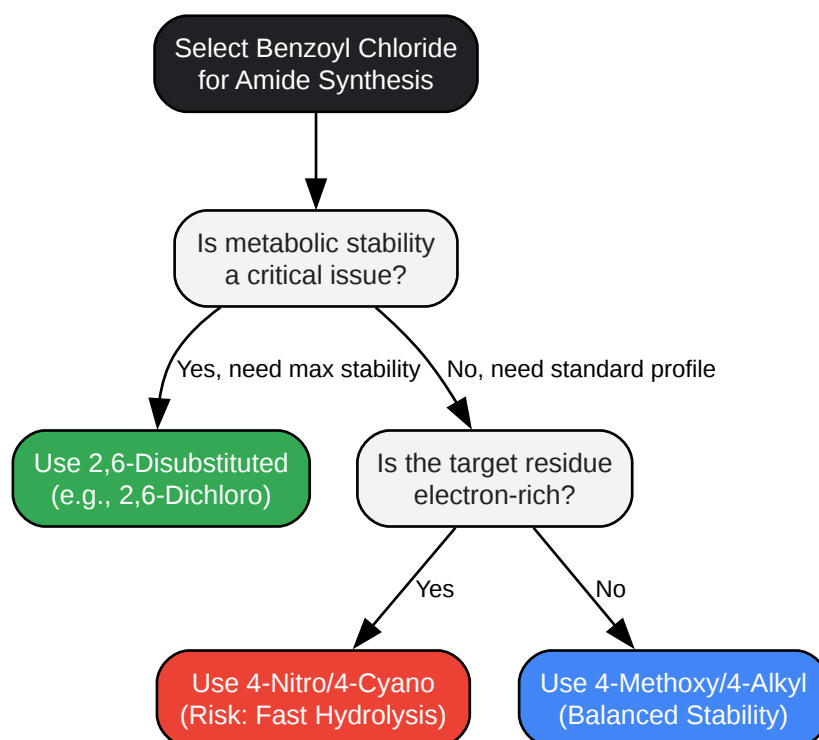 Select Benzoyl Chloride
for Amide Synthesis
Is metabolic stability
a critical issue?
Yes, need max stability
No, need standard profile
Use 2,6-Disubstituted
(e.g., 2,6-Dichloro)
Is the target residue
electron-rich?
Yes
No
Use 4-Nitro/4-Cyano
(Risk: Fast Hydrolysis)
Use 4-Methoxy/4-Alkyl
(Balanced Stability)